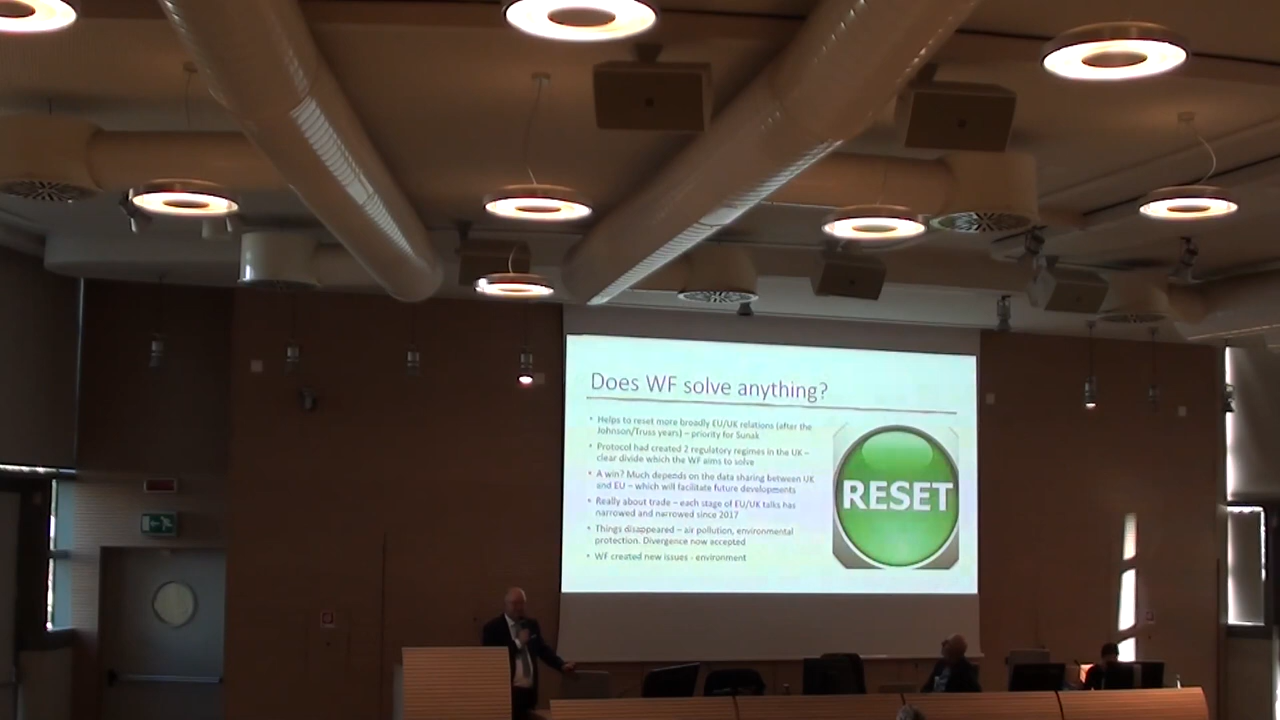 Does WF solve anything?
• Helps to reset more broadly EU/UK relations (after the
Johnson/Truss years) – priority for Sunak
• Protocol had created 2 regulatory regimes in the UK –
clear divide which the WF aims to solve
• A win? Much depends on the data sharing between UK
and EU – which will facilitate future developments
• Really about trade – each stage of EU/UK talks has
narrowed and narrowed since 2017
• Things disappeared – air pollution, environmental
protection. Divergence now accepted
• WF created new issues - environment
RESET